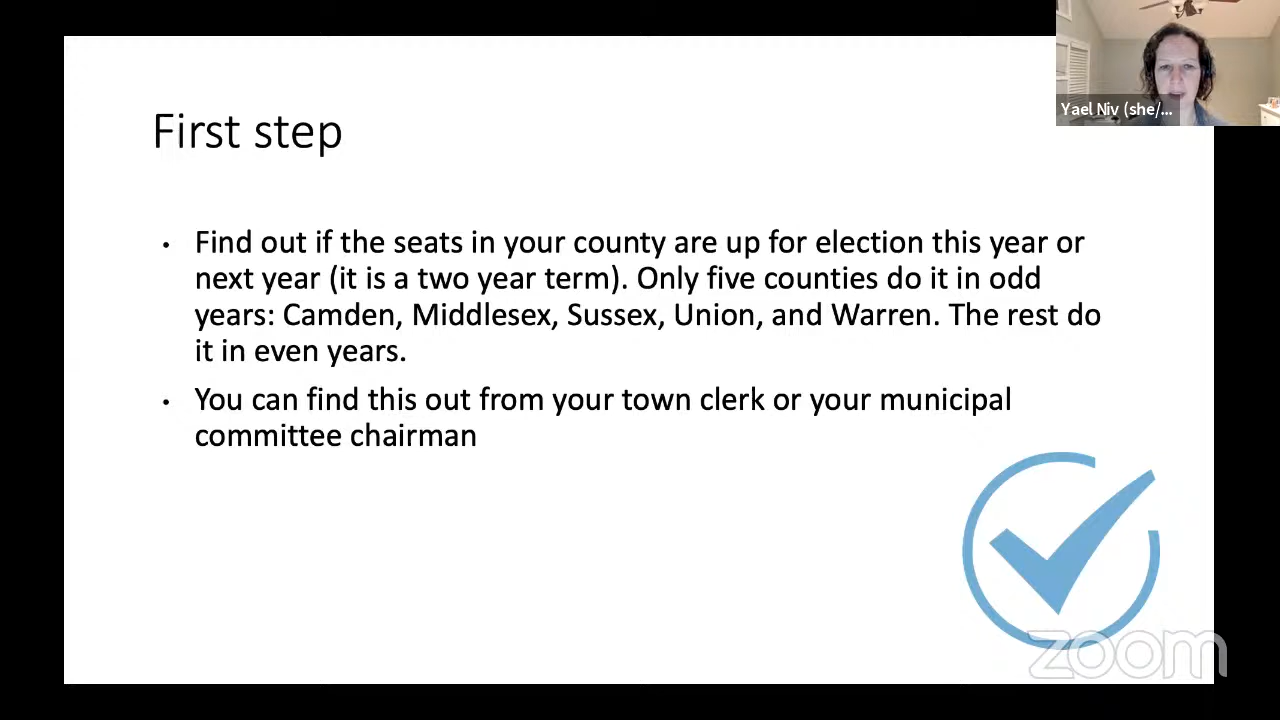 Yael Niv (she/...
First step
• Find out if the seats in your county are up for election this year or
next year (it is a two year term). Only five counties do it in odd
years: Camden, Middlesex, Sussex, Union, and Warren. The rest do
it in even years.
• You can find this out from your town clerk or your municipal
committee chairman
zoom